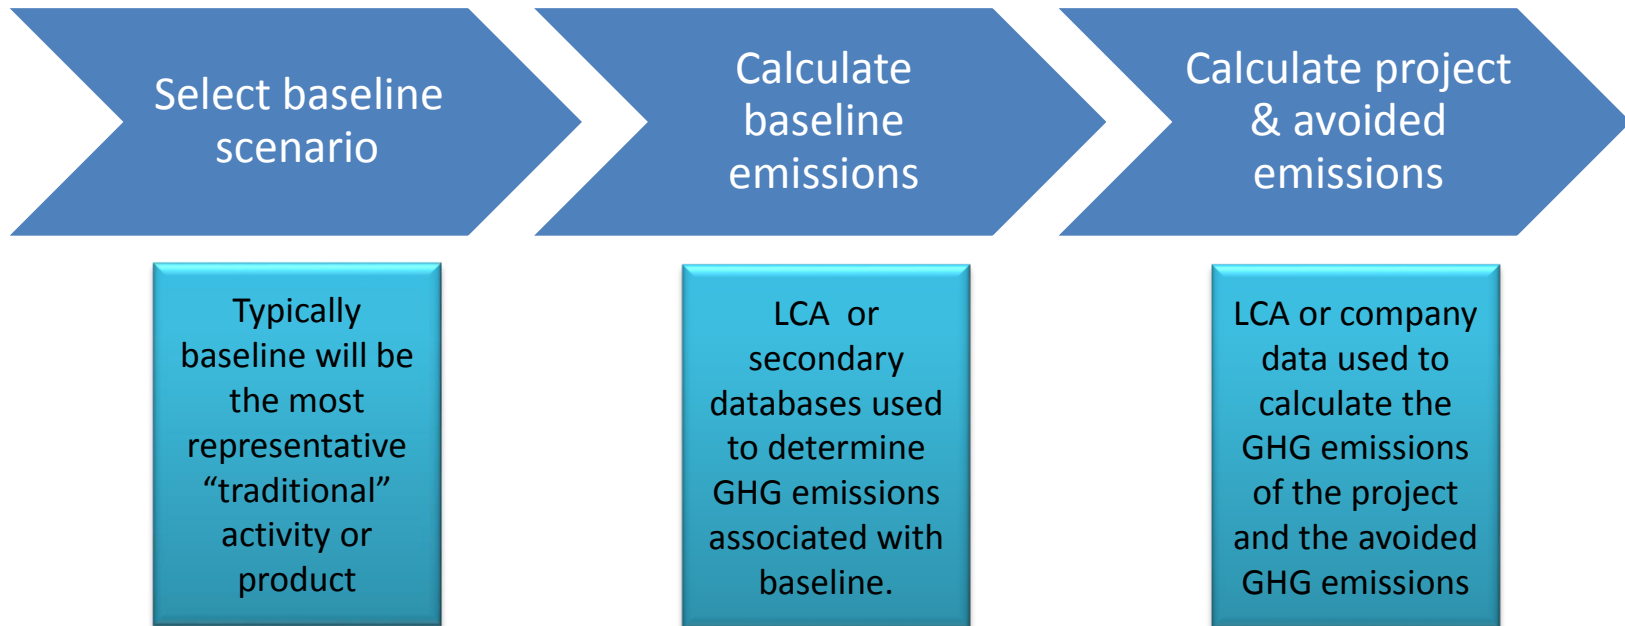 Select baseline
scenario
Calculate
baseline
emissions
Calculate project
& avoided
emissions
Typically
baseline will be
the most
representative
“traditional”
activity or
product
LCA or
secondary
databases used
to determine
GHG emissions
associated with
baseline.
LCA or company
data used to
calculate the
GHG emissions
of the project
and the avoided
GHG emissions